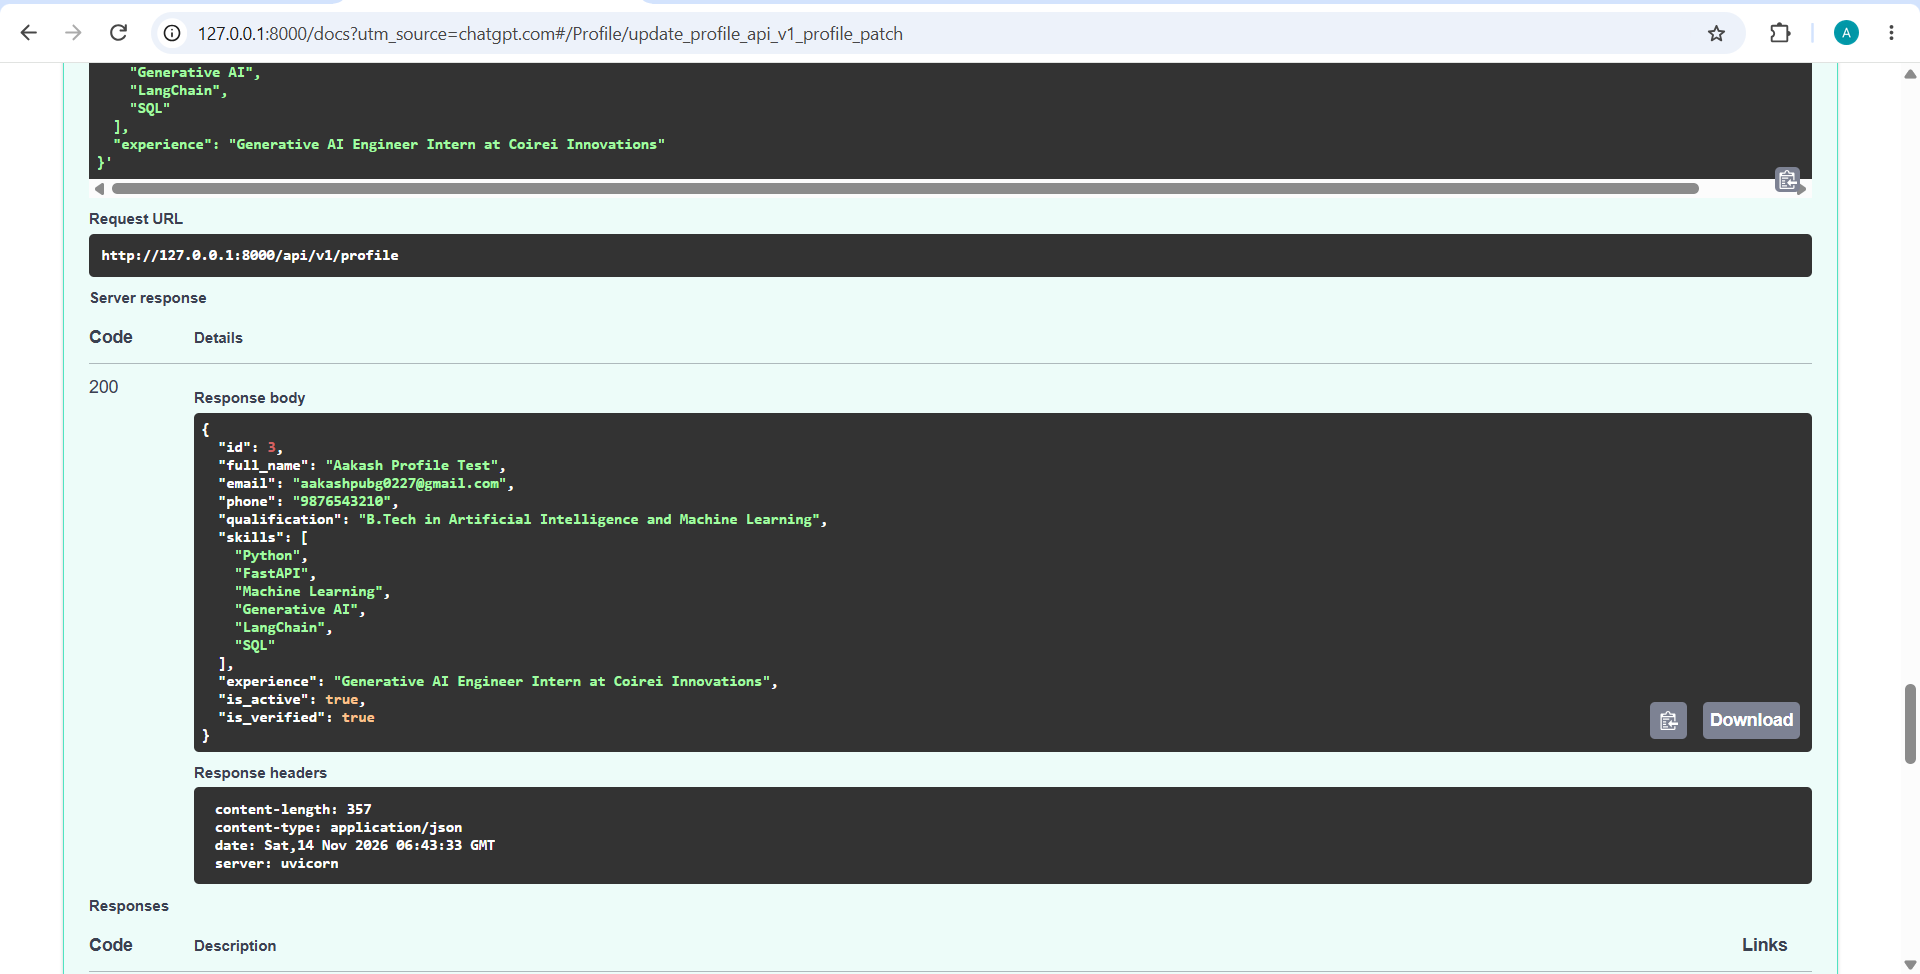 127.0.0.1:8000/docs?utm_source=chatgpt.com#/Profile/update_profile_api_v1_profile_patch
A
"Generative AI",
"LangChain",
"SQL"
],
"experience": "Generative AI Engineer Intern at Coirei Innovations"
}'
Request URL
http://127.0.0.1:8000/api/v1/profile
Server response
Code Details
200
Response body
{
"id": 3,
"full_name": "Aakash Profile Test",
"email": "aakashpubg0227@gmail.com",
"phone": "9876543210",
"qualification": "B.Tech in Artificial Intelligence and Machine Learning",
"skills": [
"Python",
"FastAPI",
"Machine Learning",
"Generative AI",
"LangChain",
"SQL"
],
"experience": "Generative AI Engineer Intern at Coirei Innovations",
"is_active": true,
"is_verified": true
}
Download
Response headers
content-length: 357
content-type: application/json
date: Sat,14 Nov 2026 06:43:33 GMT
server: uvicorn
Responses
Code Description Links